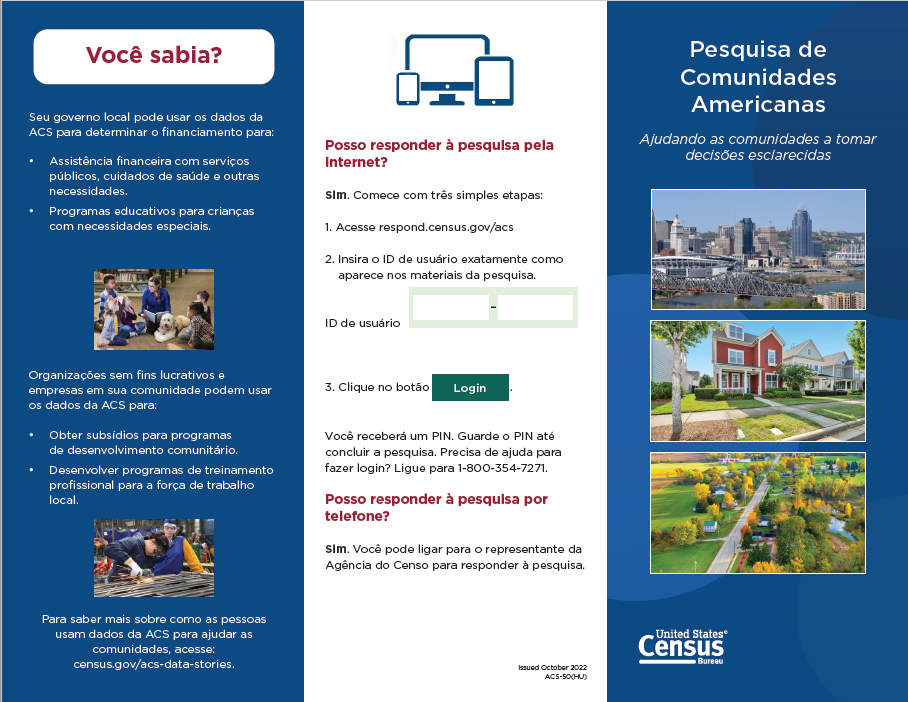 Você sabia?
Seu governo local pode usar os dados da
ACS para determinar o financiamento para:
• Assistência financeira com serviços
públicos, cuidados de saúde e outras
necessidades.
• Programas educativos para crianças
com necessidades especiais.
Organizações sem fins lucrativos e
empresas em sua comunidade podem usar
os dados da ACS para:
• Obter subsídios para programas
de desenvolvimento comunitário.
• Desenvolver programas de treinamento
profissional para a força de trabalho
local.
Para saber mais sobre como as pessoas
usam dados da ACS para ajudar as
comunidades, acesse:
census.gov/acs-data-stories.
Posso responder à pesquisa pela
internet?
Sim. Comece com três simples etapas:
1. Acesse respond.census.gov/acs
2. Insira o ID de usuário exatamente como
aparece nos materiais da pesquisa.
ID de usuário –
3. Clique no botão Login.
Você receberá um PIN. Guarde o PIN até
concluir a pesquisa. Precisa de ajuda para
fazer login? Ligue para 1-800-354-7271.
Posso responder à pesquisa por
telefone?
Sim. Você pode ligar para o representante da
Agência do Censo para responder à pesquisa.
Issued October 2022
ACS-50(HU)
Pesquisa de
Comunidades
Americanas
Ajudando as comunidades a tomar
decisões esclarecidas
United States®
Census
Bureau